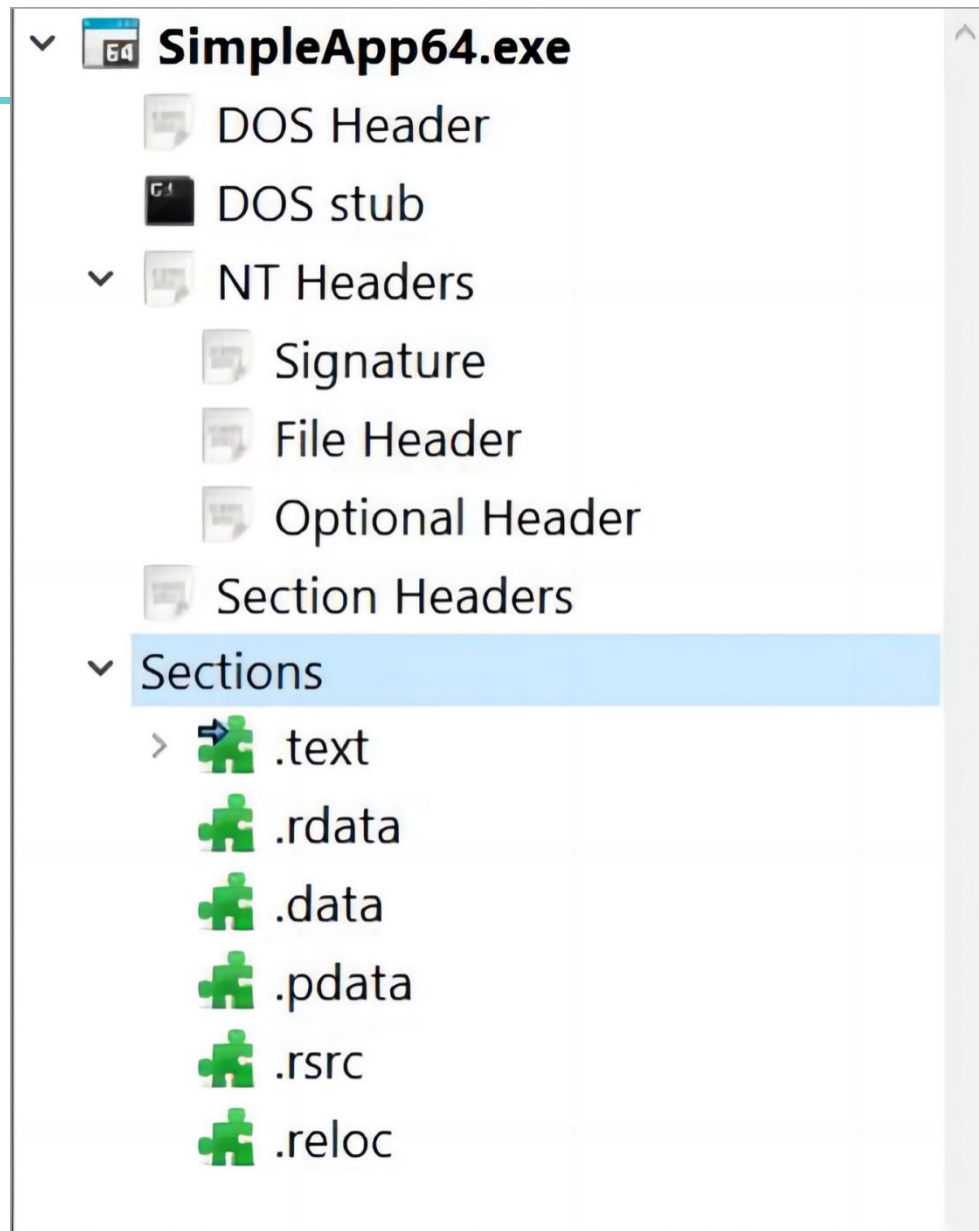 64 SimpleApp64.exe
DOS Header
C:\ DOS stub
NT Headers
Signature
File Header
Optional Header
Section Headers
Sections
.text
.rdata
.data
.pdata
.rsrc
.reloc